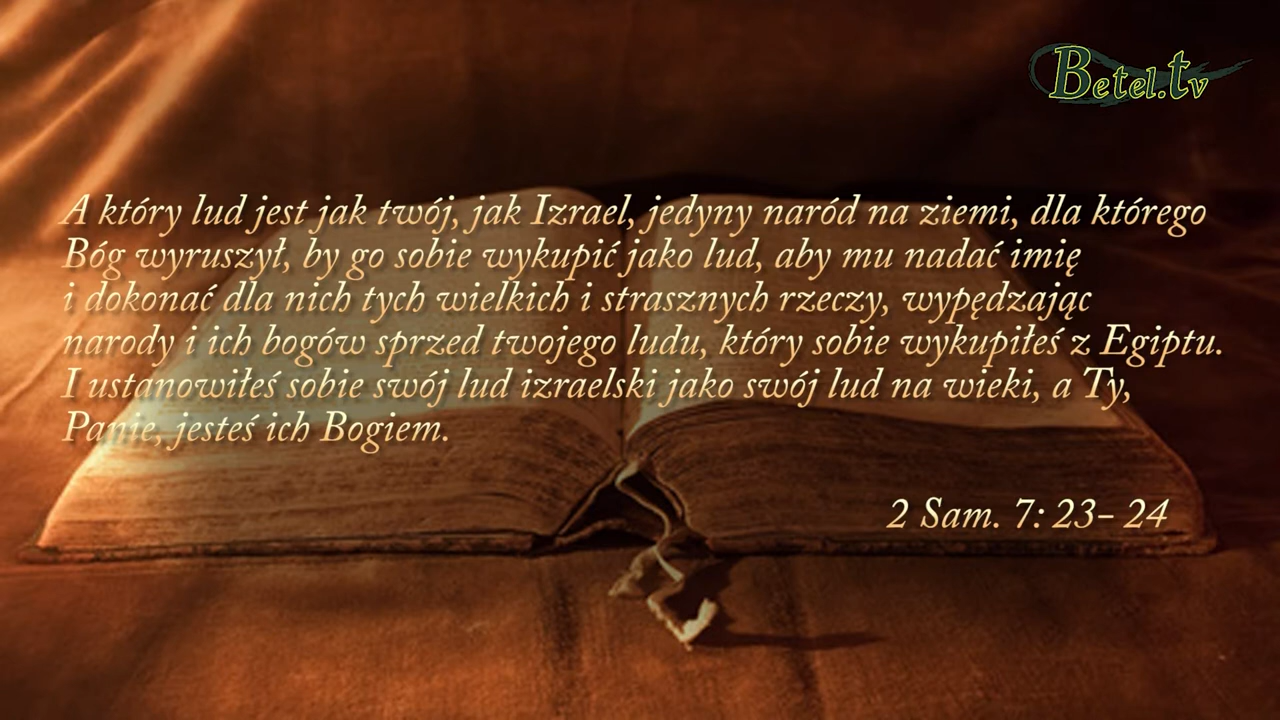 Betel.tv
A który lud jest jak twój, jak Izrael, jedyny naród na ziemi, dla którego
Bóg wyruszył, by go sobie wykupić jako lud, aby mu nadać imię
i dokonać dla nich tych wielkich i strasznych rzeczy, wypędzając
narody i ich bogów sprzed twojego ludu, który sobie wykupiłeś z Egiptu.
I ustanowiłeś sobie swój lud izraelski jako swój lud na wieki, a Ty,
Panie, jesteś ich Bogiem.
2 Sam. 7: 23- 24